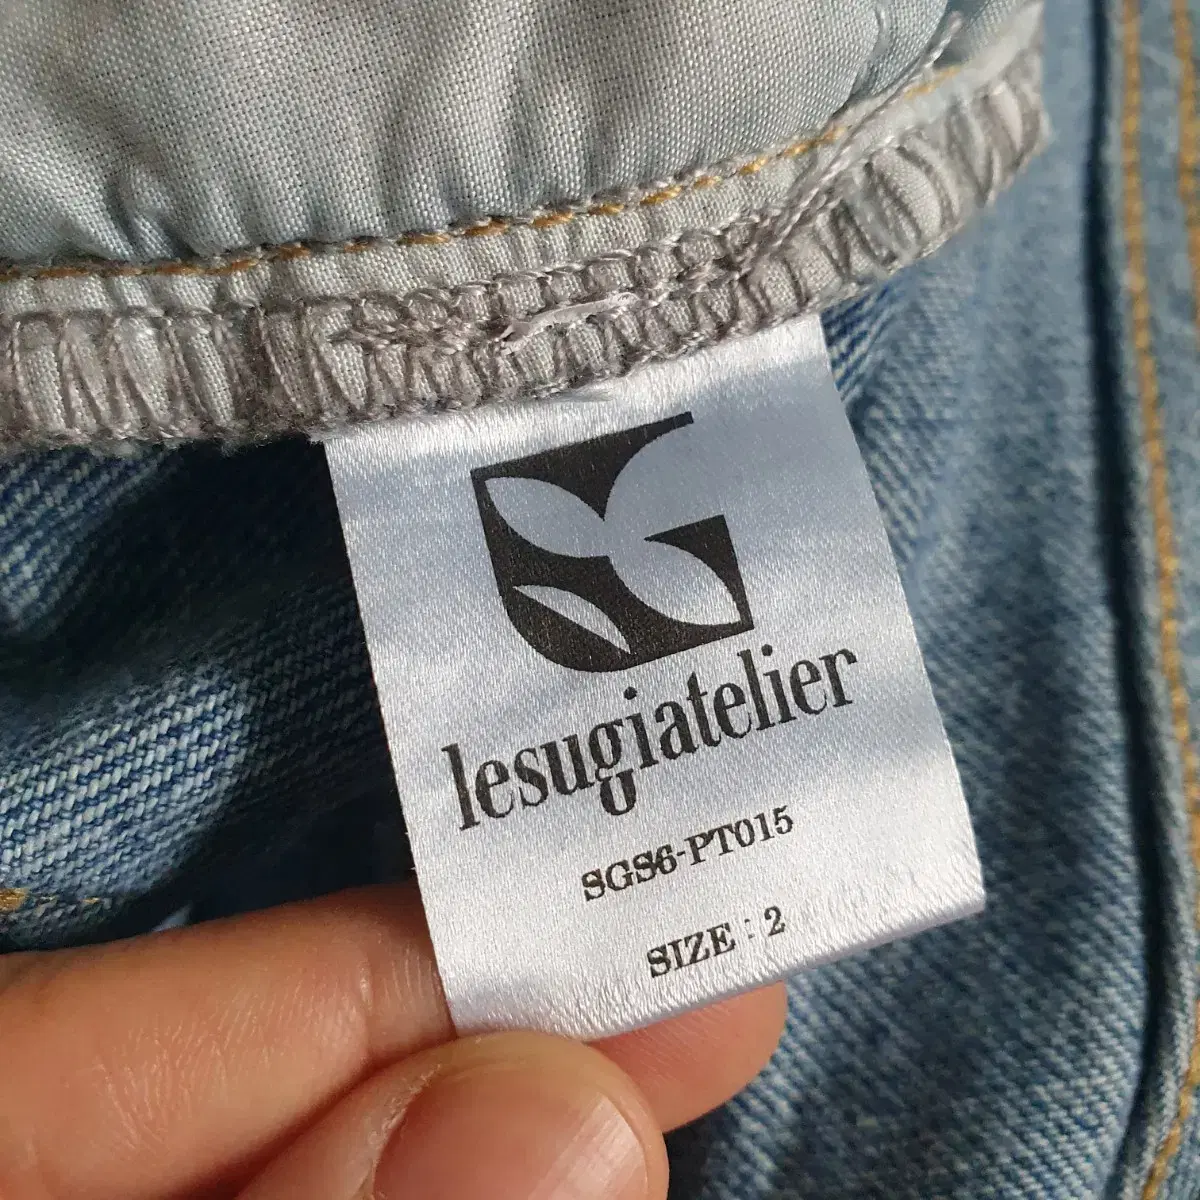 lesugiatelier
SGS6-PT015
SIZE : 2